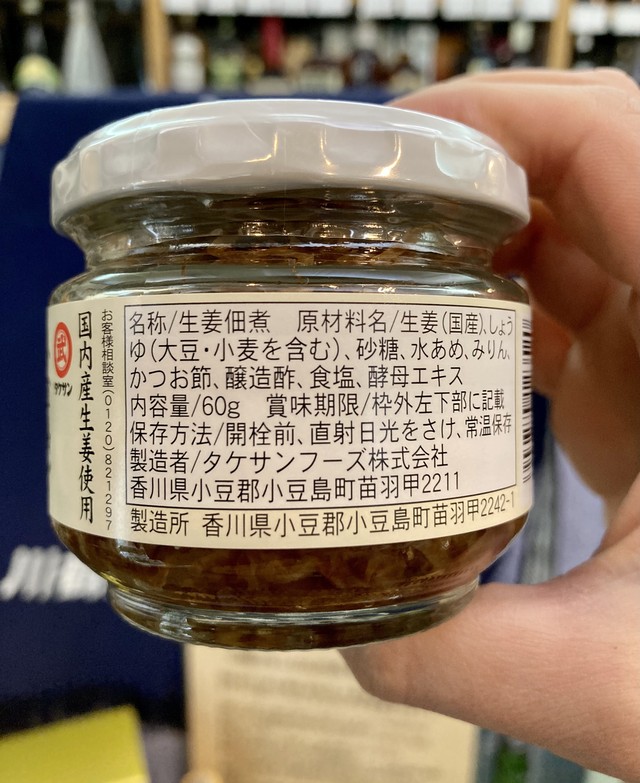 名称/生姜佃煮　原材料名/生姜(国産)、しょう
ゆ(大豆・小麦を含む)、砂糖、水あめ、みりん、
かつお節、醸造酢、食塩、酵母エキス
内容量/60g　賞味期限/枠外左下部に記載
保存方法/開栓前、直射日光をさけ、常温保存
製造者/タケサンフーズ株式会社
香川県小豆郡小豆島町苗羽甲2211
製造所 香川県小豆郡小豆島町苗羽甲2242-1
お客様相談室(0120)821297
国内産生姜使用
武
タケサン